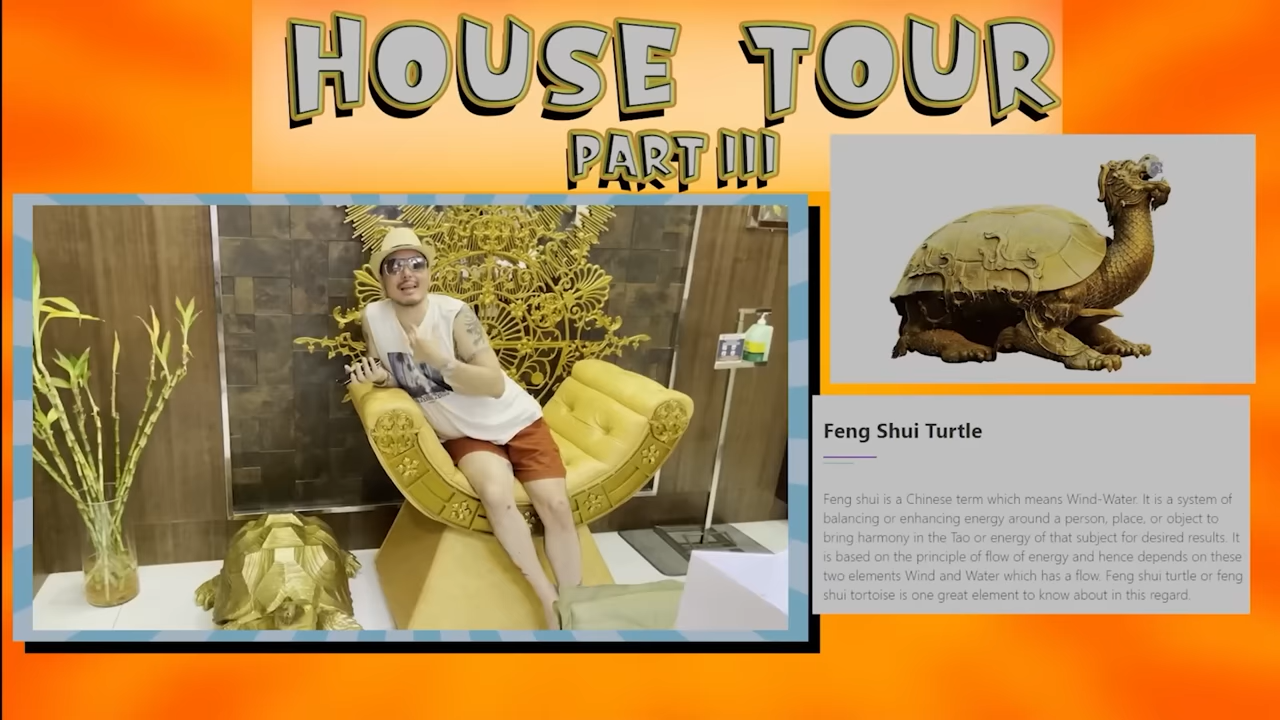 HOUSE TOUR
PART III
Feng Shui Turtle
Feng shui is a Chinese term which means Wind-Water. It is a system of
balancing or enhancing energy around a person, place, or object to
bring harmony in the Tao or energy of that subject for desired results. It
is based on the principle of flow of energy and hence depends on these
two elements Wind and Water which has a flow. Feng shui turtle or feng
shui tortoise is one great element to know about in this regard.